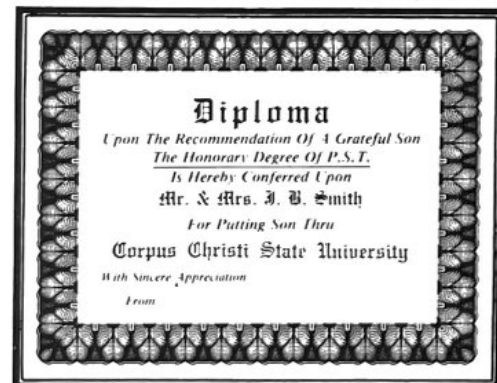 Diploma
Upon The Recommendation Of A Grateful Son
The Honorary Degree Of P.S.T.
Is Hereby Conferred Upon
Mr. & Mrs. J. B. Smith
For Putting Son Thru
Corpus Christi State University
With Sincere Appreciation
From